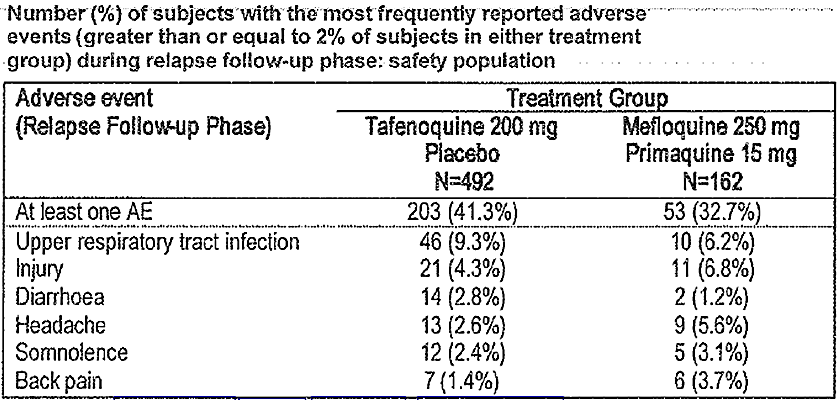 Number (%) of subjects with the most frequently reported adverse
events (greater than or equal to 2% of subjects in either treatment
group) during relapse follow-up phase: safety population
Adverse event Treatment Group
(Relapse Follow-up Phase) Tafenoquine 200 mg Mefloquine 250 mg
Placebo Primaquine 15 mg
N=492 N=162
At least one AE 203 (41.3%) 53 (32.7%)
Upper respiratory tract infection 46 (9.3%) 10 (6.2%)
Injury 21 (4.3%) 11 (6.8%)
Diarrhoea 14 (2.8%) 2 (1.2%)
Headache 13 (2.6%) 9 (5.6%)
Somnolence 12 (2.4%) 5 (3.1%)
Back pain 7 (1.4%) 6 (3.7%)